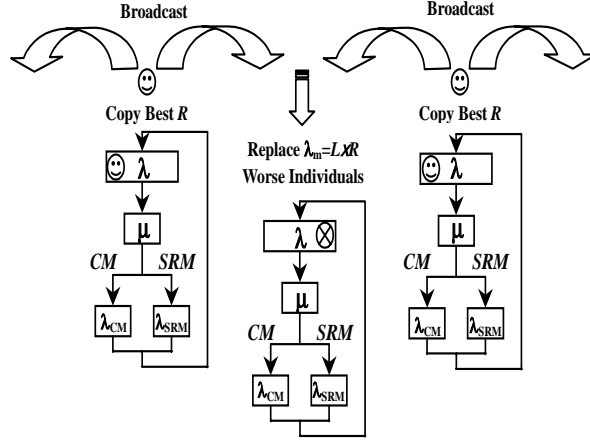 Broadcast
Broadcast
Copy Best R
Copy Best R
Replace λm=LXR
Worse Individuals
λ
μ
CM SRM
λCM λSRM
λ
μ
CM SRM
λCM λSRM
λ
μ
CM SRM
λCM λSRM